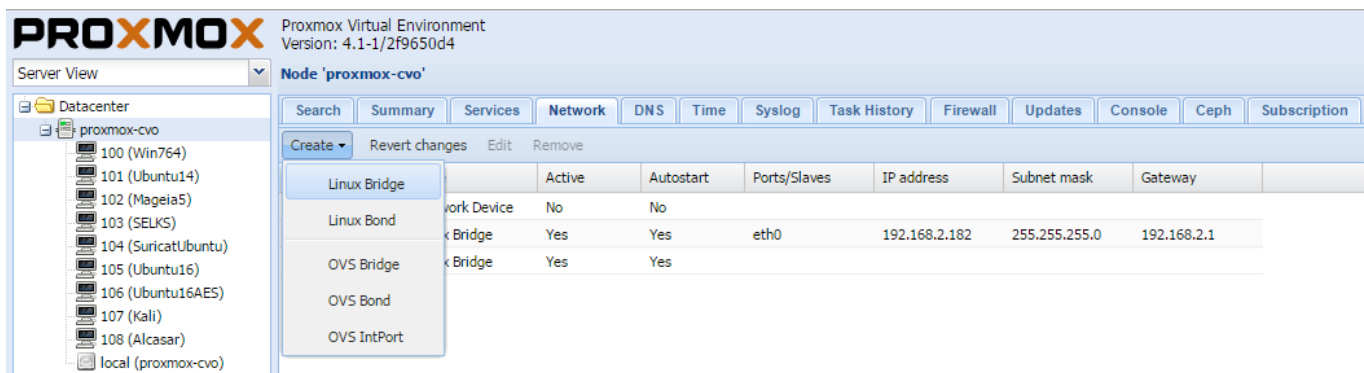 PROXMOX
Proxmox Virtual Environment
Version: 4.1-1/2f9650d4
Server View
Node 'proxmox-cvo'
Datacenter
proxmox-cvo
100 (Win764)
101 (Ubuntu14)
102 (Mageia5)
103 (SELKS)
104 (SuricatUbuntu)
105 (Ubuntu16)
106 (Ubuntu16AES)
107 (Kali)
108 (Alcasar)
local (proxmox-cvo)
Search Summary Services Network DNS Time Syslog Task History Firewall Updates Console Ceph Subscription
Create Revert changes Edit Remove
Active Autostart Ports/Slaves IP address Subnet mask Gateway
Device No No
Bridge Yes Yes eth0 192.168.2.182 255.255.255.0 192.168.2.1
Bridge Yes Yes
Linux Bridge
Linux Bond
OVS Bridge
OVS Bond
OVS IntPort